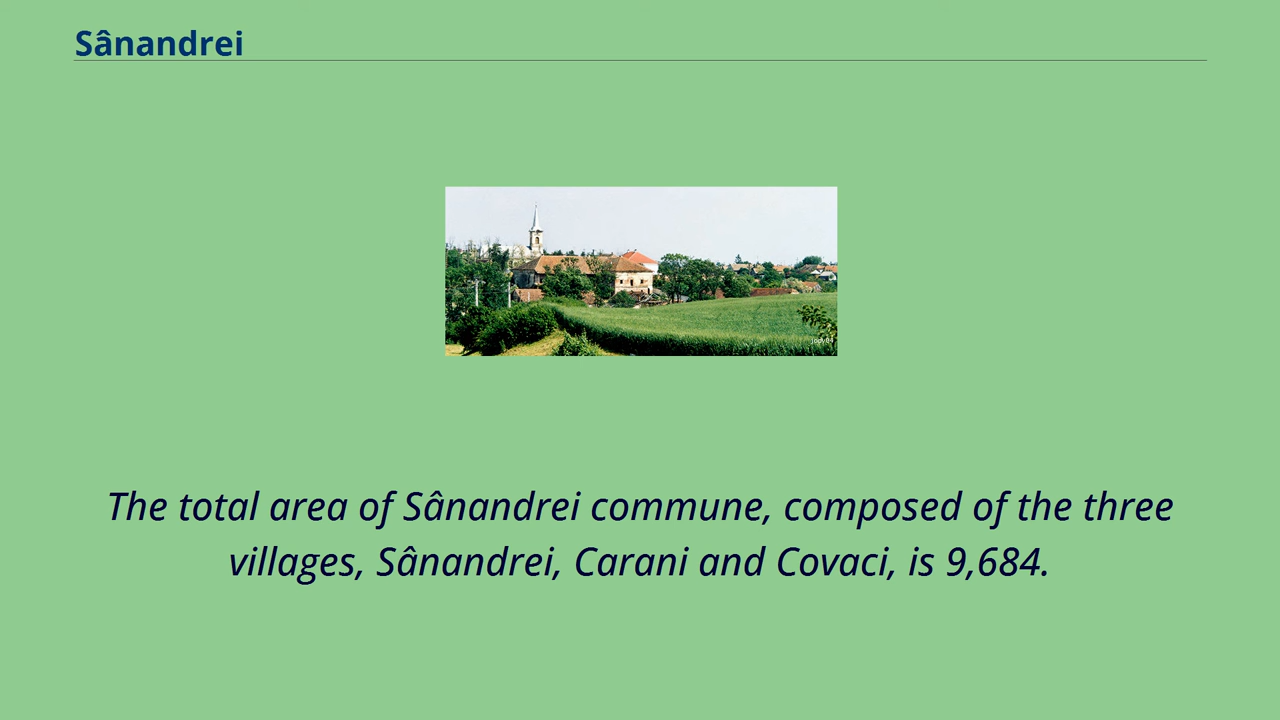 Sânandrei
The total area of Sânandrei commune, composed of the three
villages, Sânandrei, Carani and Covaci, is 9,684.